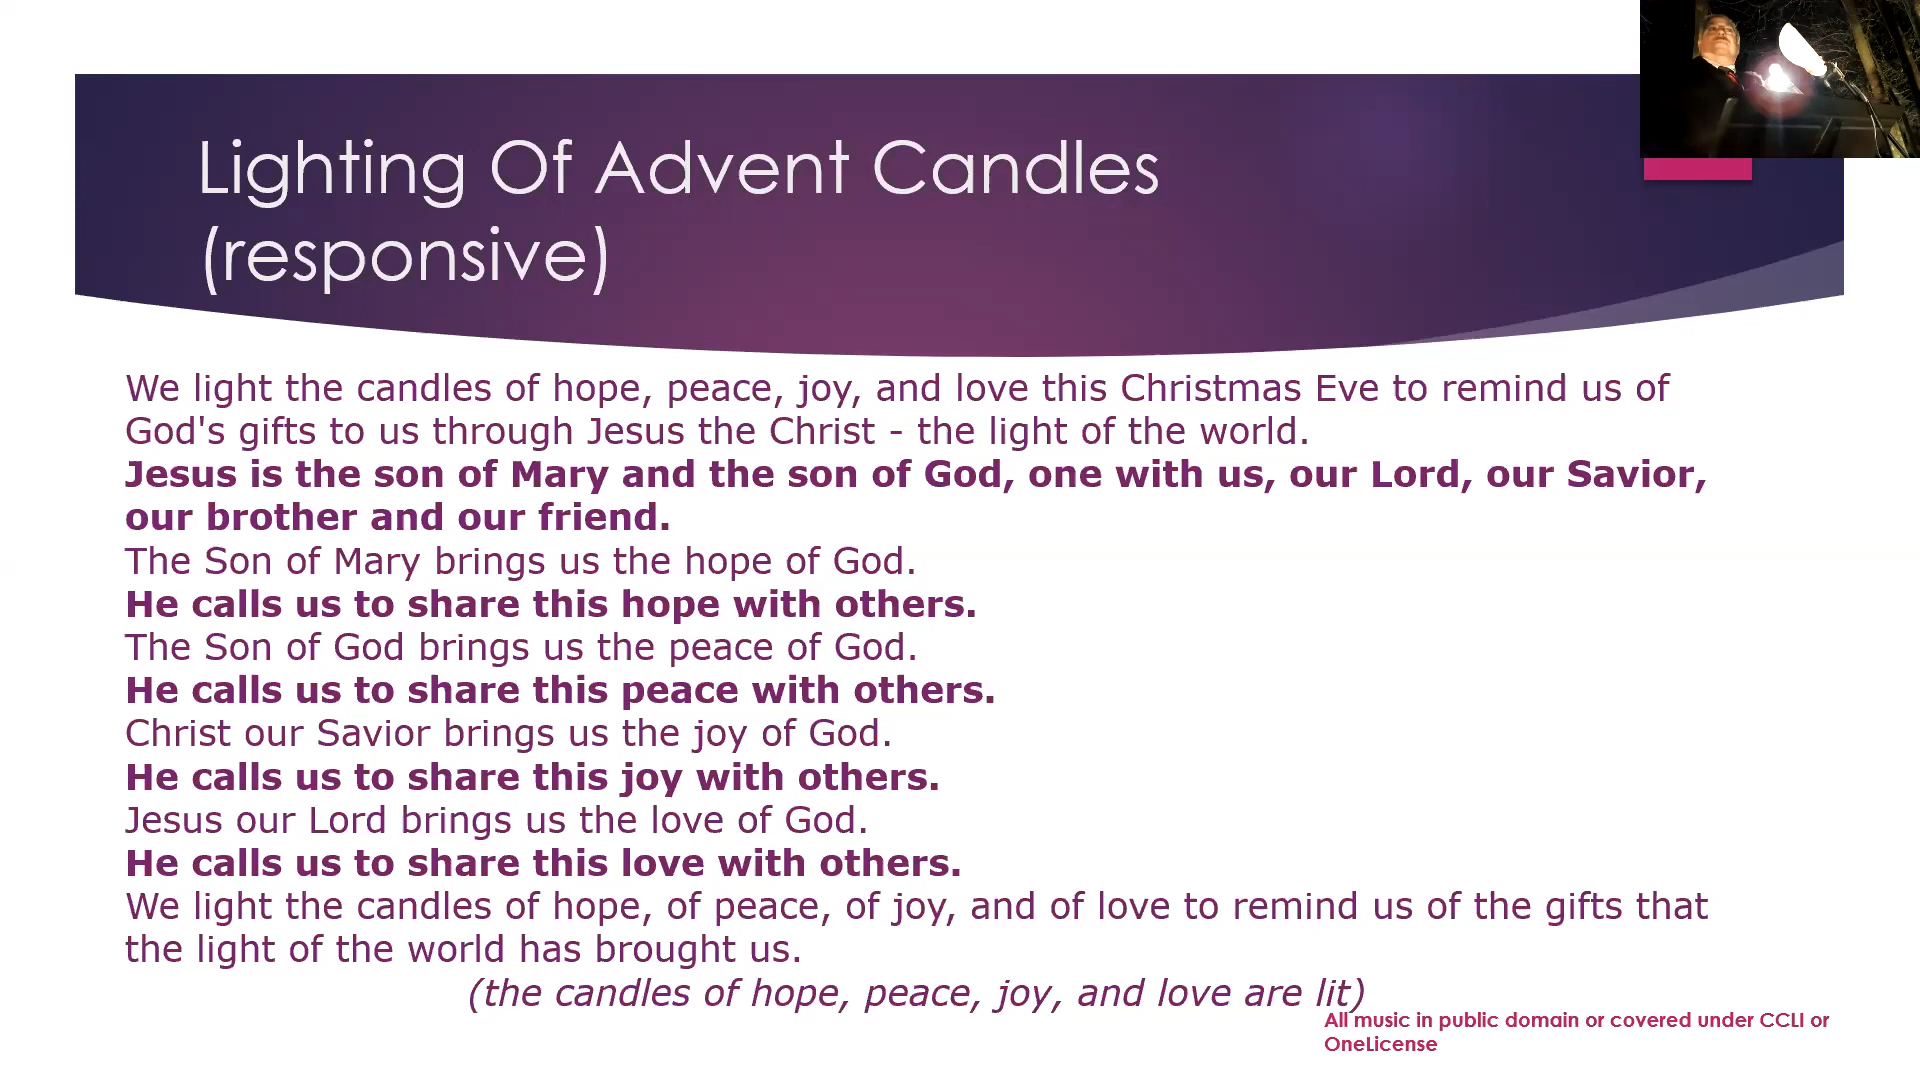 Lighting Of Advent Candles
(responsive)
We light the candles of hope, peace, joy, and love this Christmas Eve to remind us of
God's gifts to us through Jesus the Christ - the light of the world.
Jesus is the son of Mary and the son of God, one with us, our Lord, our Savior,
our brother and our friend.
The Son of Mary brings us the hope of God.
He calls us to share this hope with others.
The Son of God brings us the peace of God.
He calls us to share this peace with others.
Christ our Savior brings us the joy of God.
He calls us to share this joy with others.
Jesus our Lord brings us the love of God.
He calls us to share this love with others.
We light the candles of hope, of peace, of joy, and of love to remind us of the gifts that
the light of the world has brought us.
(the candles of hope, peace, joy, and love are lit)
All music in public domain or covered under CCLI or
OneLicense